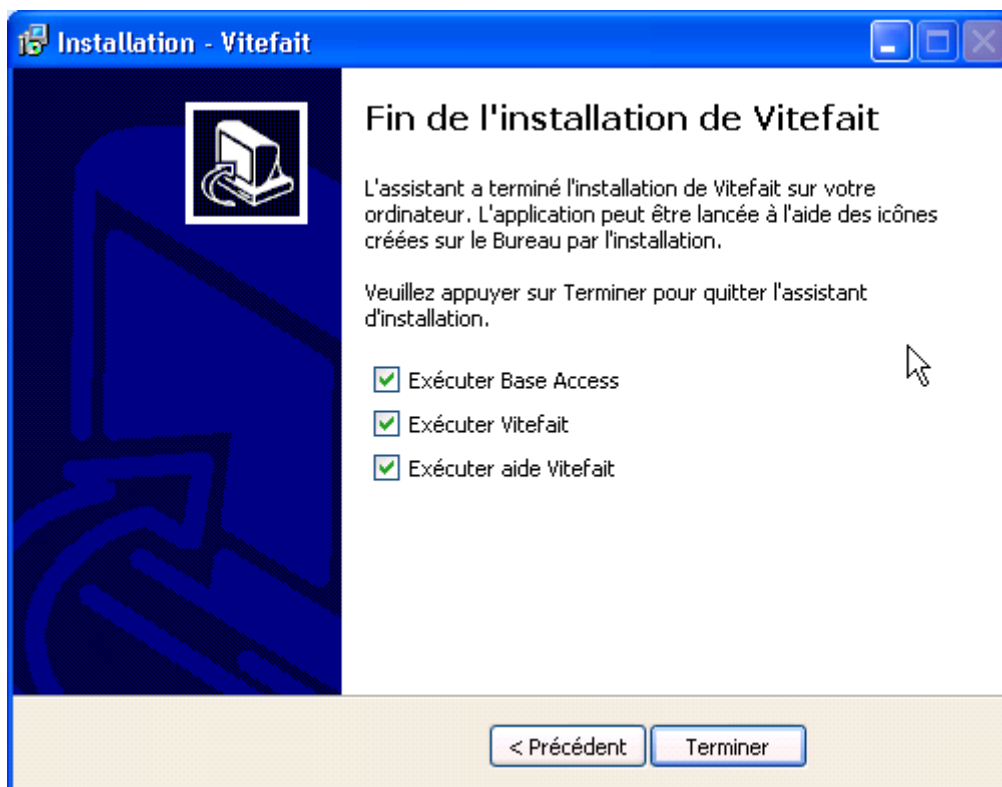 Installation - Vitefait
Fin de l'installation de Vitefait
L'assistant a terminé l'installation de Vitefait sur votre
ordinateur. L'application peut être lancée à l'aide des icônes
créées sur le Bureau par l'installation.
Veuillez appuyer sur Terminer pour quitter l'assistant
d'installation.
Exécuter Base Access
Exécuter Vitefait
Exécuter aide Vitefait
< Précédent
Terminer